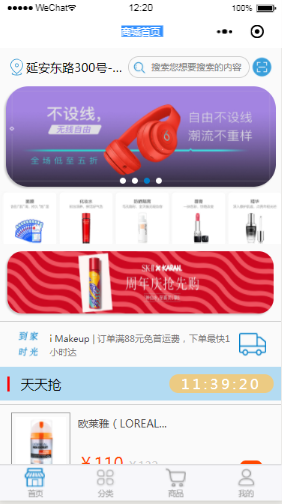 WeChat
12:20
100%
商城首页
延安东路300号-...
搜索您想要搜索的内容
不设线，
无线自由
全场低至五折
自由不设限
潮流不重样
SK-II X KARAN
周年庆抢先购
到家
时光
i Makeup | 订单满88元免首运费，下单最快1
小时达
天天抢
11:39:20
欧莱雅（LOREAL...
¥110 ¥132
首页
分类
商品
我的